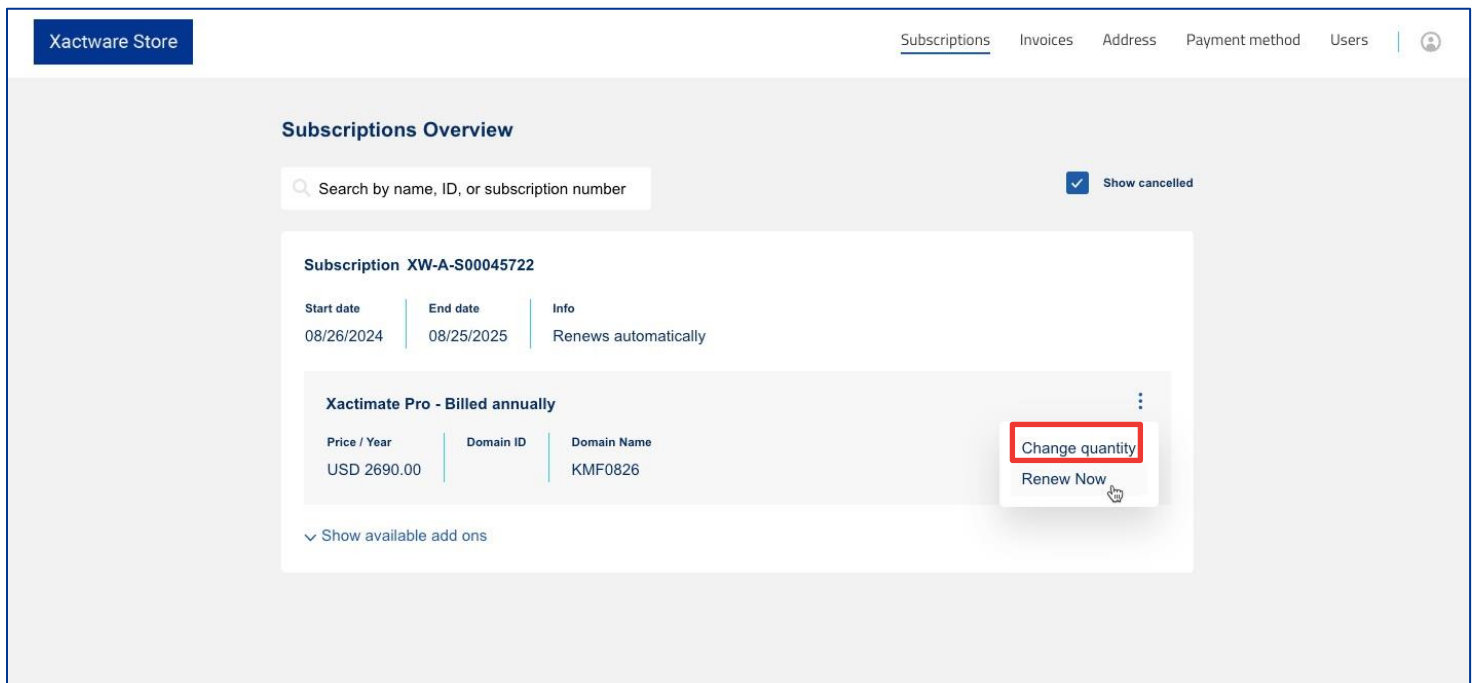 Xactware Store
Subscriptions Invoices Address Payment method Users
Subscriptions Overview
Search by name, ID, or subscription number
Show cancelled
Subscription XW-A-S00045722
Start date End date Info
08/26/2024 08/25/2025 Renews automatically
Xactimate Pro - Billed annually
Price / Year Domain ID Domain Name
USD 2690.00 KMF0826
Change quantity
Renew Now
Show available add ons